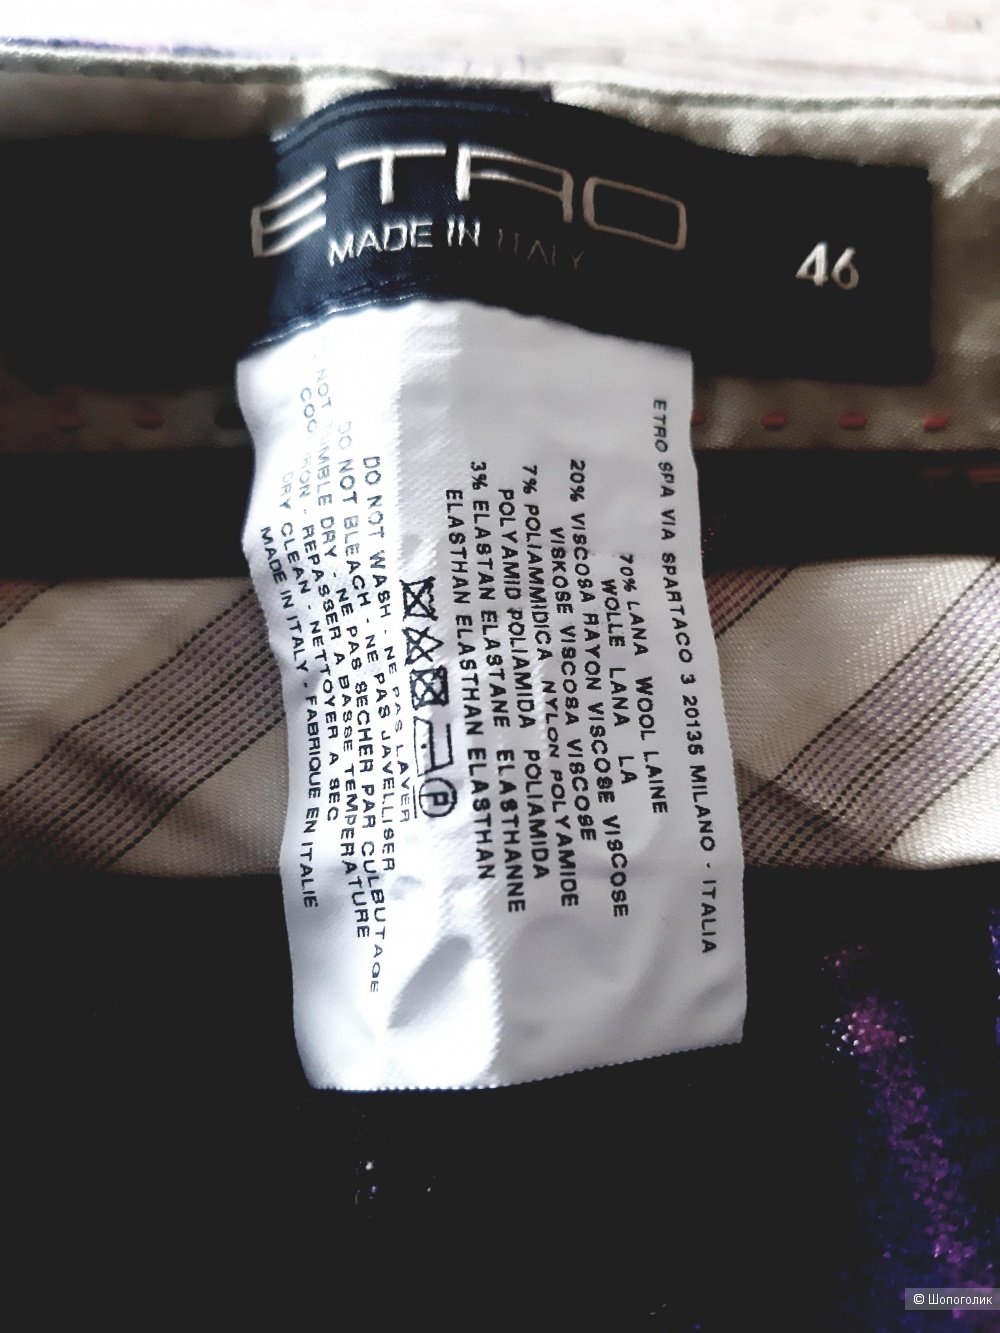 ETRO
MADE IN ITALY
46
ETRO SPA VIA SPARTACO 3 20135 MILANO - ITALIA
70% LANA WOOL LAINE
WOLLE LANA LA
20% VISCOSA RAYON VISCOSE VISCOSE
VISKOSE VISCOSA VISCOSE
7% POLIAMMIDICA NYLON POLYAMIDE
POLYAMID POLIAMIDA POLIAMIDA
3% ELASTAN ELASTANE ELASTHANNE
ELASTHAN ELASTHAN ELASTHAN
P
DO NOT WASH - NE PAS LAVER
DO NOT BLEACH - NE PAS JAVELLISER
NOT TUMBLE DRY - NE PAS SECHER PAR CULBUTAGE
COOL IRON - REPASSER A BASSE TEMPERATURE
DRY CLEAN - NETTOYER A SEC
MADE IN ITALY - FABRIQUE EN ITALIE
© Шопоголик